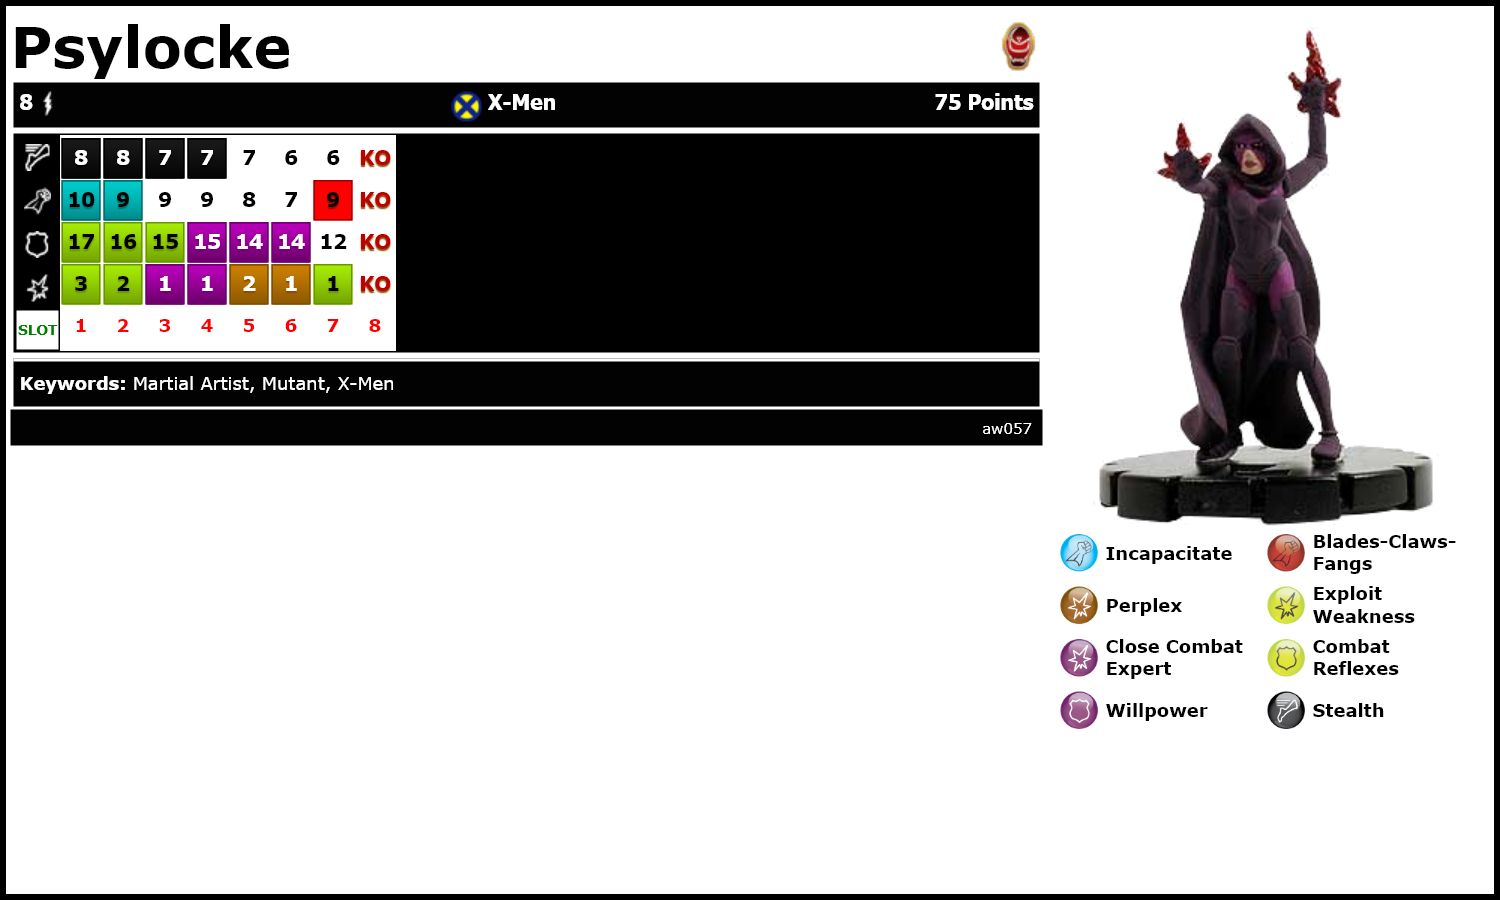 Psylocke
8 X-Men 75 Points
8 8 7 7 7 6 6 KO
10 9 9 9 8 7 9 KO
17 16 15 15 14 14 12 KO
3 2 1 1 2 1 1 KO
SLOT 1 2 3 4 5 6 7 8
Keywords: Martial Artist, Mutant, X-Men
aw057
Incapacitate
Blades-Claws-
Fangs
Perplex
Exploit
Weakness
Close Combat
Expert
Combat
Reflexes
Willpower
Stealth